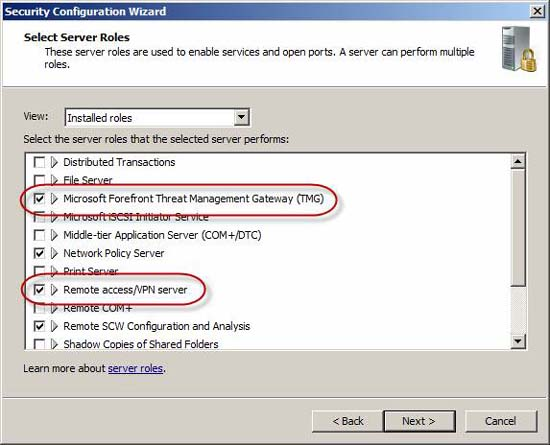 Security Configuration Wizard
Select Server Roles
These server roles are used to enable services and open ports. A server can perform multiple
roles.
View:
Installed roles
Select the server roles that the selected server performs:
Distributed Transactions
File Server
Microsoft Forefront Threat Management Gateway (TMG)
Microsoft iSCSI Initiator Service
Middle-tier Application Server (COM+/DTC)
Network Policy Server
Print Server
Remote access/VPN server
Remote COM+
Remote SCW Configuration and Analysis
Shadow Copies of Shared Folders
Learn more about server roles.
< Back
Next >
Cancel